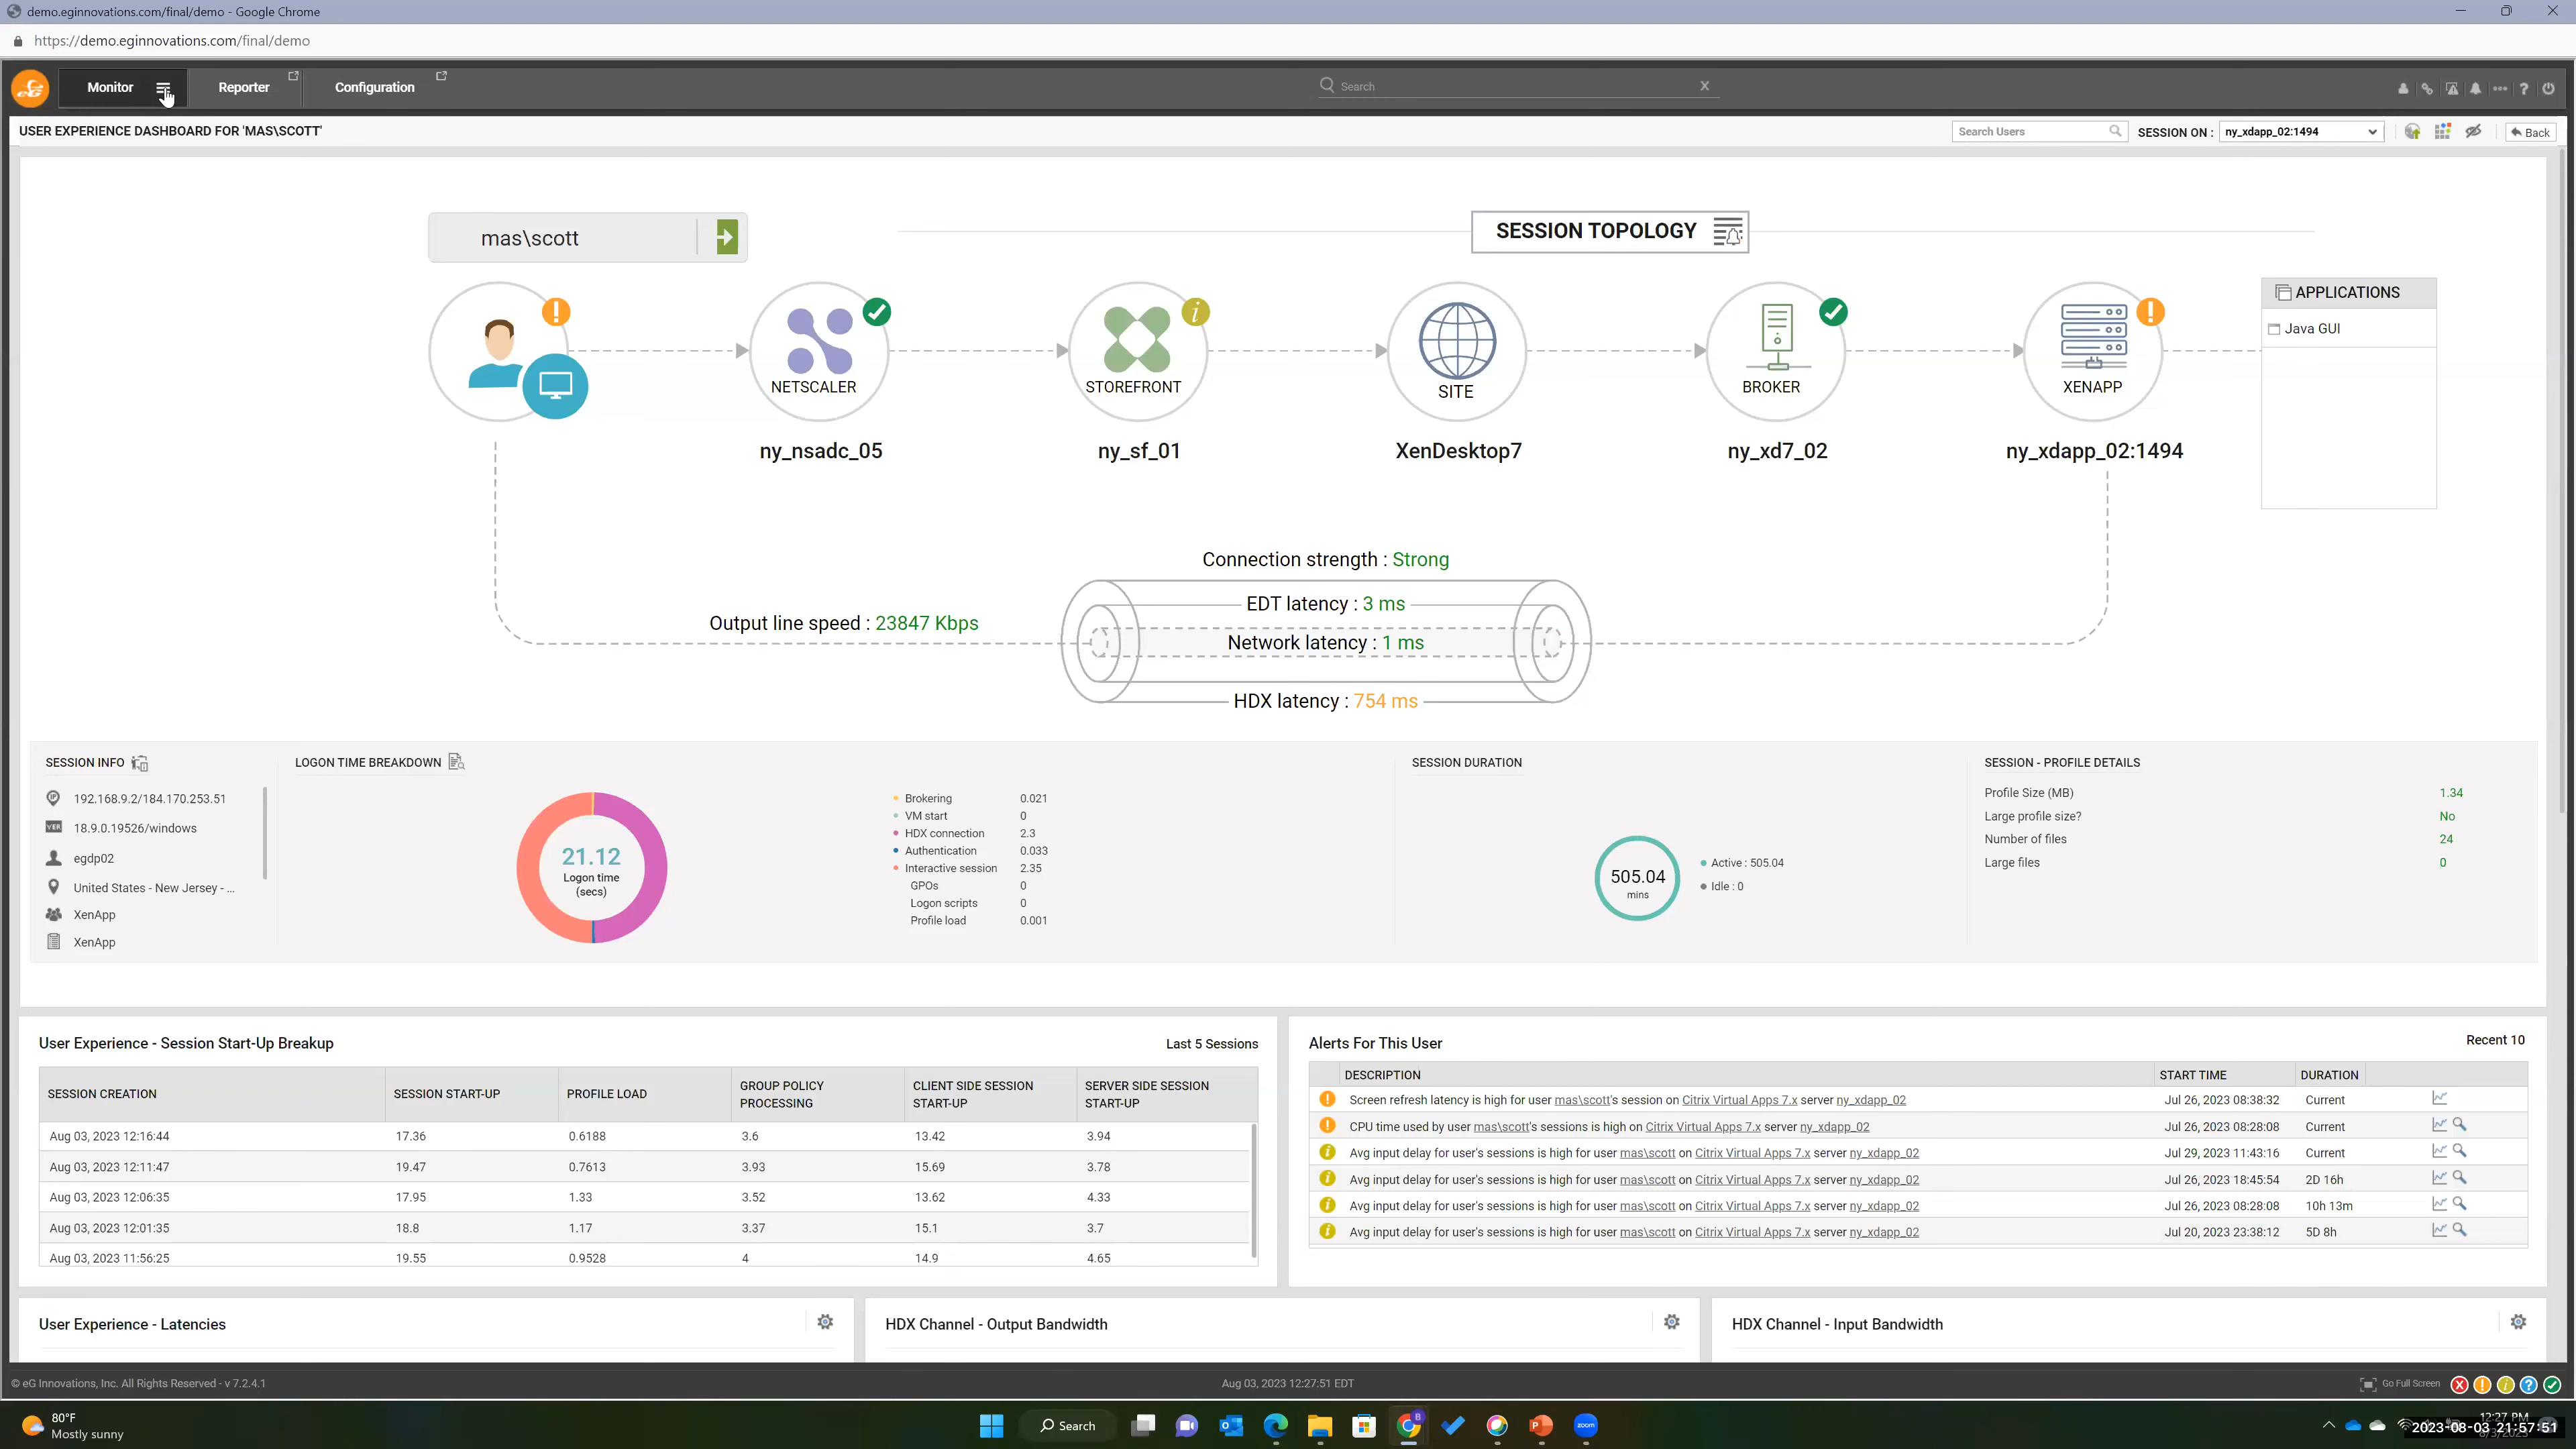 demo.eginnovations.com/final/demo - Google Chrome
https://demo.eginnovations.com/final/demo
Monitor
Reporter
Configuration
Search
X
USER EXPERIENCE DASHBOARD FOR 'MAS\SCOTT'
Search Users
SESSION ON :
ny_xdapp_02:1494
Back
mas\scott
SESSION TOPOLOGY
NETSCALER
STOREFRONT
SITE
BROKER
XENAPP
APPLICATIONS
Java GUI
ny_nsadc_05
ny_sf_01
XenDesktop7
ny_xd7_02
ny_xdapp_02:1494
Connection strength : Strong
EDT latency : 3 ms
Output line speed : 23847 Kbps
Network latency : 1 ms
HDX latency : 754 ms
SESSION INFO
192.168.9.2/184.170.253.51
VER 18.9.0.19526/windows
egdp02
United States - New Jersey - ...
XenApp
XenApp
LOGON TIME BREAKDOWN
21.12
Logon time
(secs)
Brokering 0.021
VM start 0
HDX connection 2.3
Authentication 0.033
Interactive session 2.35
GPOs 0
Logon scripts 0
Profile load 0.001
SESSION DURATION
505.04
mins
Active : 505.04
Idle : 0
SESSION - PROFILE DETAILS
Profile Size (MB) 1.34
Large profile size? No
Number of files 24
Large files 0
User Experience - Session Start-Up Breakup
Last 5 Sessions
SESSION CREATION SESSION START-UP PROFILE LOAD GROUP POLICY PROCESSING CLIENT SIDE SESSION START-UP SERVER SIDE SESSION START-UP
Aug 03, 2023 12:16:44 17.36 0.6188 3.6 13.42 3.94
Aug 03, 2023 12:11:47 19.47 0.7613 3.93 15.69 3.78
Aug 03, 2023 12:06:35 17.95 1.33 3.52 13.62 4.33
Aug 03, 2023 12:01:35 18.8 1.17 3.37 15.1 3.7
Aug 03, 2023 11:56:25 19.55 0.9528 4 14.9 4.65
Alerts For This User
Recent 10
DESCRIPTION START TIME DURATION
Screen refresh latency is high for user mas\scott's session on Citrix Virtual Apps 7.x server ny_xdapp_02 Jul 26, 2023 08:38:32 Current
CPU time used by user mas\scott's sessions is high on Citrix Virtual Apps 7.x server ny_xdapp_02 Jul 26, 2023 08:28:08 Current
Avg input delay for user's sessions is high for user mas\scott on Citrix Virtual Apps 7.x server ny_xdapp_02 Jul 29, 2023 11:43:16 Current
Avg input delay for user's sessions is high for user mas\scott on Citrix Virtual Apps 7.x server ny_xdapp_02 Jul 26, 2023 18:45:54 2D 16h
Avg input delay for user's sessions is high for user mas\scott on Citrix Virtual Apps 7.x server ny_xdapp_02 Jul 26, 2023 08:28:08 10h 13m
Avg input delay for user's sessions is high for user mas\scott on Citrix Virtual Apps 7.x server ny_xdapp_02 Jul 20, 2023 23:38:12 5D 8h
User Experience - Latencies
HDX Channel - Output Bandwidth
HDX Channel - Input Bandwidth
© eG Innovations, Inc. All Rights Reserved - v 7.2.4.1
Aug 03, 2023 12:27:51 EDT
Go Full Screen
80°F
Mostly sunny
Search
zoom
12:27 PM
2023-08-03 21:57:51